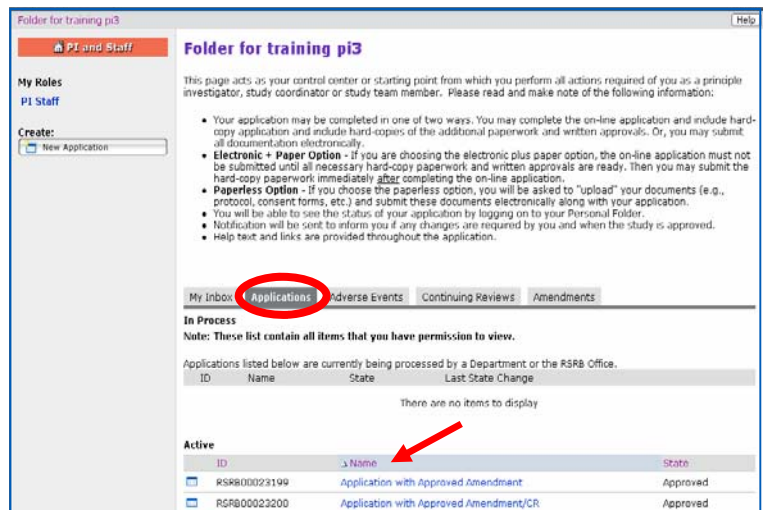 Folder for training pi3
Help
PI and Staff
My Roles
PI Staff
Create:
New Application
Folder for training pi3
This page acts as your control center or starting point from which you perform all actions required of you as a principle
investigator, study coordinator or study team member. Please read and make note of the following information:
• Your application may be completed in one of two ways. You may complete the on-line application and include hard-
copy application and include hard-copies of the additional paperwork and written approvals. Or, you may submit
all documentation electronically.
• Electronic + Paper Option - If you are choosing the electronic plus paper option, the on-line application must not
be submitted until all necessary hard-copy paperwork and written approvals are ready. Then you may submit the
hard-copy paperwork immediately after completing the on-line application.
• Paperless Option - If you choose the paperless option, you will be asked to "upload" your documents (e.g.,
protocol, consent forms, etc.) and submit these documents electronically along with your application.
• You will be able to see the status of your application by logging on to your Personal Folder.
• Notification will be sent to inform you if any changes are required by you and when the study is approved.
• Help text and links are provided throughout the application.
My Inbox Applications Adverse Events Continuing Reviews Amendments
In Process
Note: These list contain all items that you have permission to view.
Applications listed below are currently being processed by a Department or the RSRB Office.
ID Name State Last State Change
There are no items to display
Active
ID Name State
RSRB00023199 Application with Approved Amendment Approved
RSRB00023200 Application with Approved Amendment/CR Approved